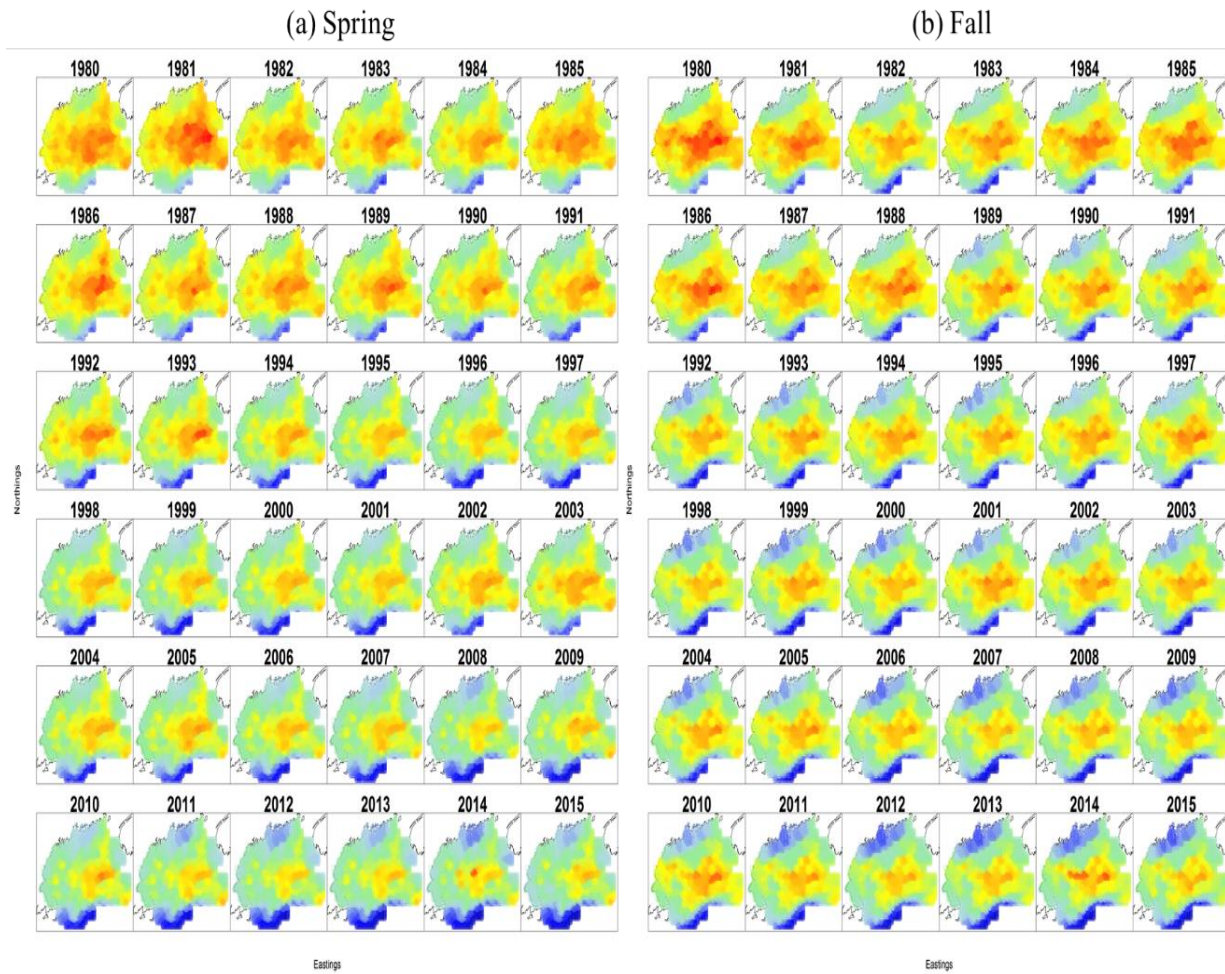 (a) Spring
(b) Fall
1980 1981 1982 1983 1984 1985
1980 1981 1982 1983 1984 1985
1986 1987 1988 1989 1990 1991
1986 1987 1988 1989 1990 1991
1992 1993 1994 1995 1996 1997
1992 1993 1994 1995 1996 1997
Northings
Northings
1998 1999 2000 2001 2002 2003
1998 1999 2000 2001 2002 2003
2004 2005 2006 2007 2008 2009
2004 2005 2006 2007 2008 2009
2010 2011 2012 2013 2014 2015
2010 2011 2012 2013 2014 2015
Eastings
Eastings